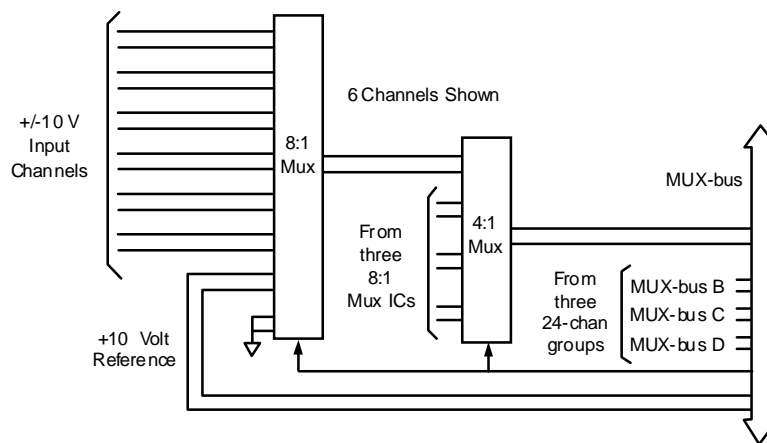 +/-10 V
Input
Channels
8:1
Mux
6 Channels Shown
4:1
Mux
MUX-bus
From
three
8:1
Mux ICs
From
three
24-chan
groups
MUX-bus B
MUX-bus C
MUX-bus D
+10 Volt
Reference